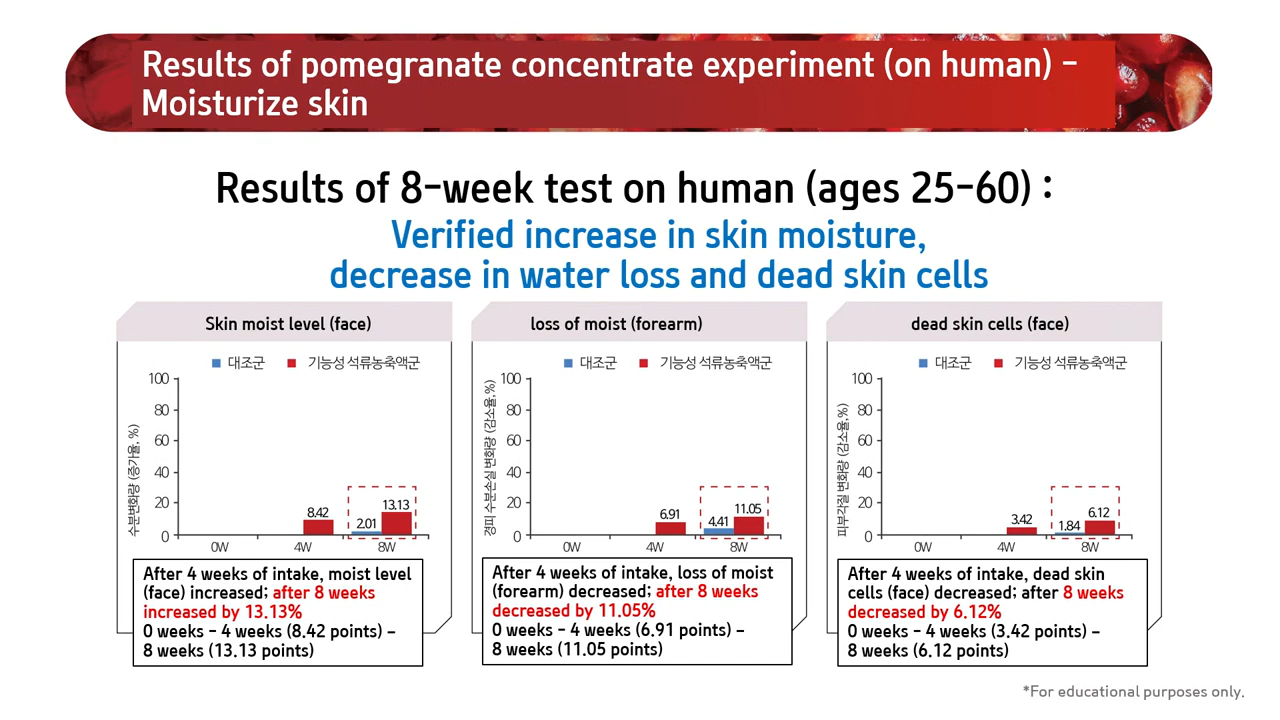 Results of pomegranate concentrate experiment (on human) –
Moisturize skin
Results of 8-week test on human (ages 25-60) :
Verified increase in skin moisture,
decrease in water loss and dead skin cells
Skin moist level (face)
대조군 기능성 석류농축액군
수분변화량 (증가율, %)
100
80
60
40
20
0
8.42
2.01
13.13
0W 4W 8W
After 4 weeks of intake, moist level
(face) increased; after 8 weeks
increased by 13.13%
0 weeks – 4 weeks (8.42 points) –
8 weeks (13.13 points)
loss of moist (forearm)
대조군 기능성 석류농축액군
경피 수분손실 변화량 (감소율,%)
100
80
60
40
20
0
6.91
4.41
11.05
0W 4W 8W
After 4 weeks of intake, loss of moist
(forearm) decreased; after 8 weeks
decreased by 11.05%
0 weeks – 4 weeks (6.91 points) –
8 weeks (11.05 points)
dead skin cells (face)
대조군 기능성 석류농축액군
피부각질 변화량 (감소율,%)
100
80
60
40
20
0
3.42
1.84
6.12
0W 4W 8W
After 4 weeks of intake, dead skin
cells (face) decreased; after 8 weeks
decreased by 6.12%
0 weeks – 4 weeks (3.42 points) –
8 weeks (6.12 points)
*For educational purposes only.